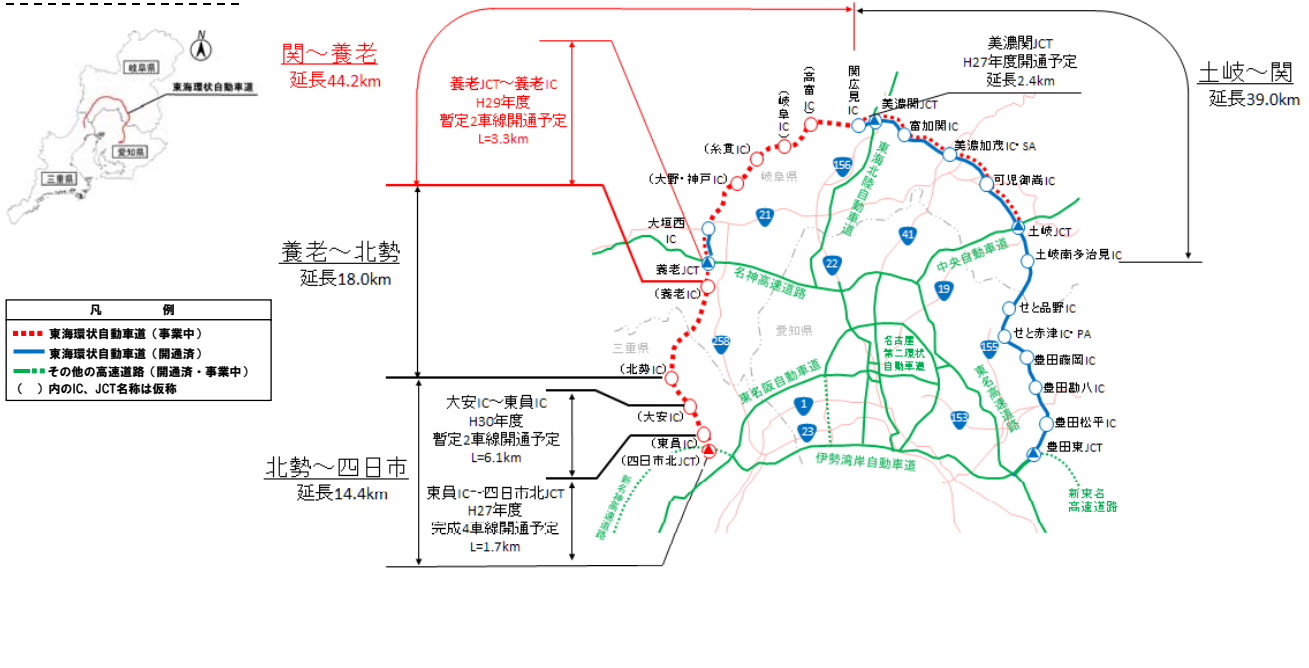 N
岐阜県
東海環状自動車道
愛知県
三重県
関～養老
延長44.2km
養老JCT～養老IC
H29年度
暫定2車線開通予定
L=3.3km
養老～北勢
延長18.0km
北勢～四日市
延長14.4km
大安IC～東員IC
H30年度
暫定2車線開通予定
L=6.1km
東員IC～四日市北JCT
H27年度
完成4車線開通予定
L=1.7km
凡　例
東海環状自動車道（事業中）
東海環状自動車道（開通済）
その他の高速道路（開通済・事業中）
（　）内のIC、JCT名称は仮称
美濃関JCT
H27年度開通予定
延長2.4km
土岐～関
延長39.0km
関広見IC
（高富IC）
（岐阜IC）
（糸貫IC）
（大野・神戸IC）
大垣西
IC
養老JCT
（養老IC）
（北勢IC）
（大安IC）
（東員IC）
（四日市北JCT）
美濃関JCT
富加関IC
美濃加茂IC・SA
可児御嵩IC
土岐JCT
土岐南多治見IC
せと品野IC
せと赤津IC・PA
豊田藤岡IC
豊田勘八IC
豊田松平IC
豊田東JCT
岐阜県
愛知県
三重県
東海北陸自動車道
中央自動車道
名神高速道路
東名阪自動車道
名古屋
第二環状
自動車道
東名高速道路
伊勢湾岸自動車道
新東名
高速道路
新名神高速道路
156
21
41
22
19
258
155
1
23
153